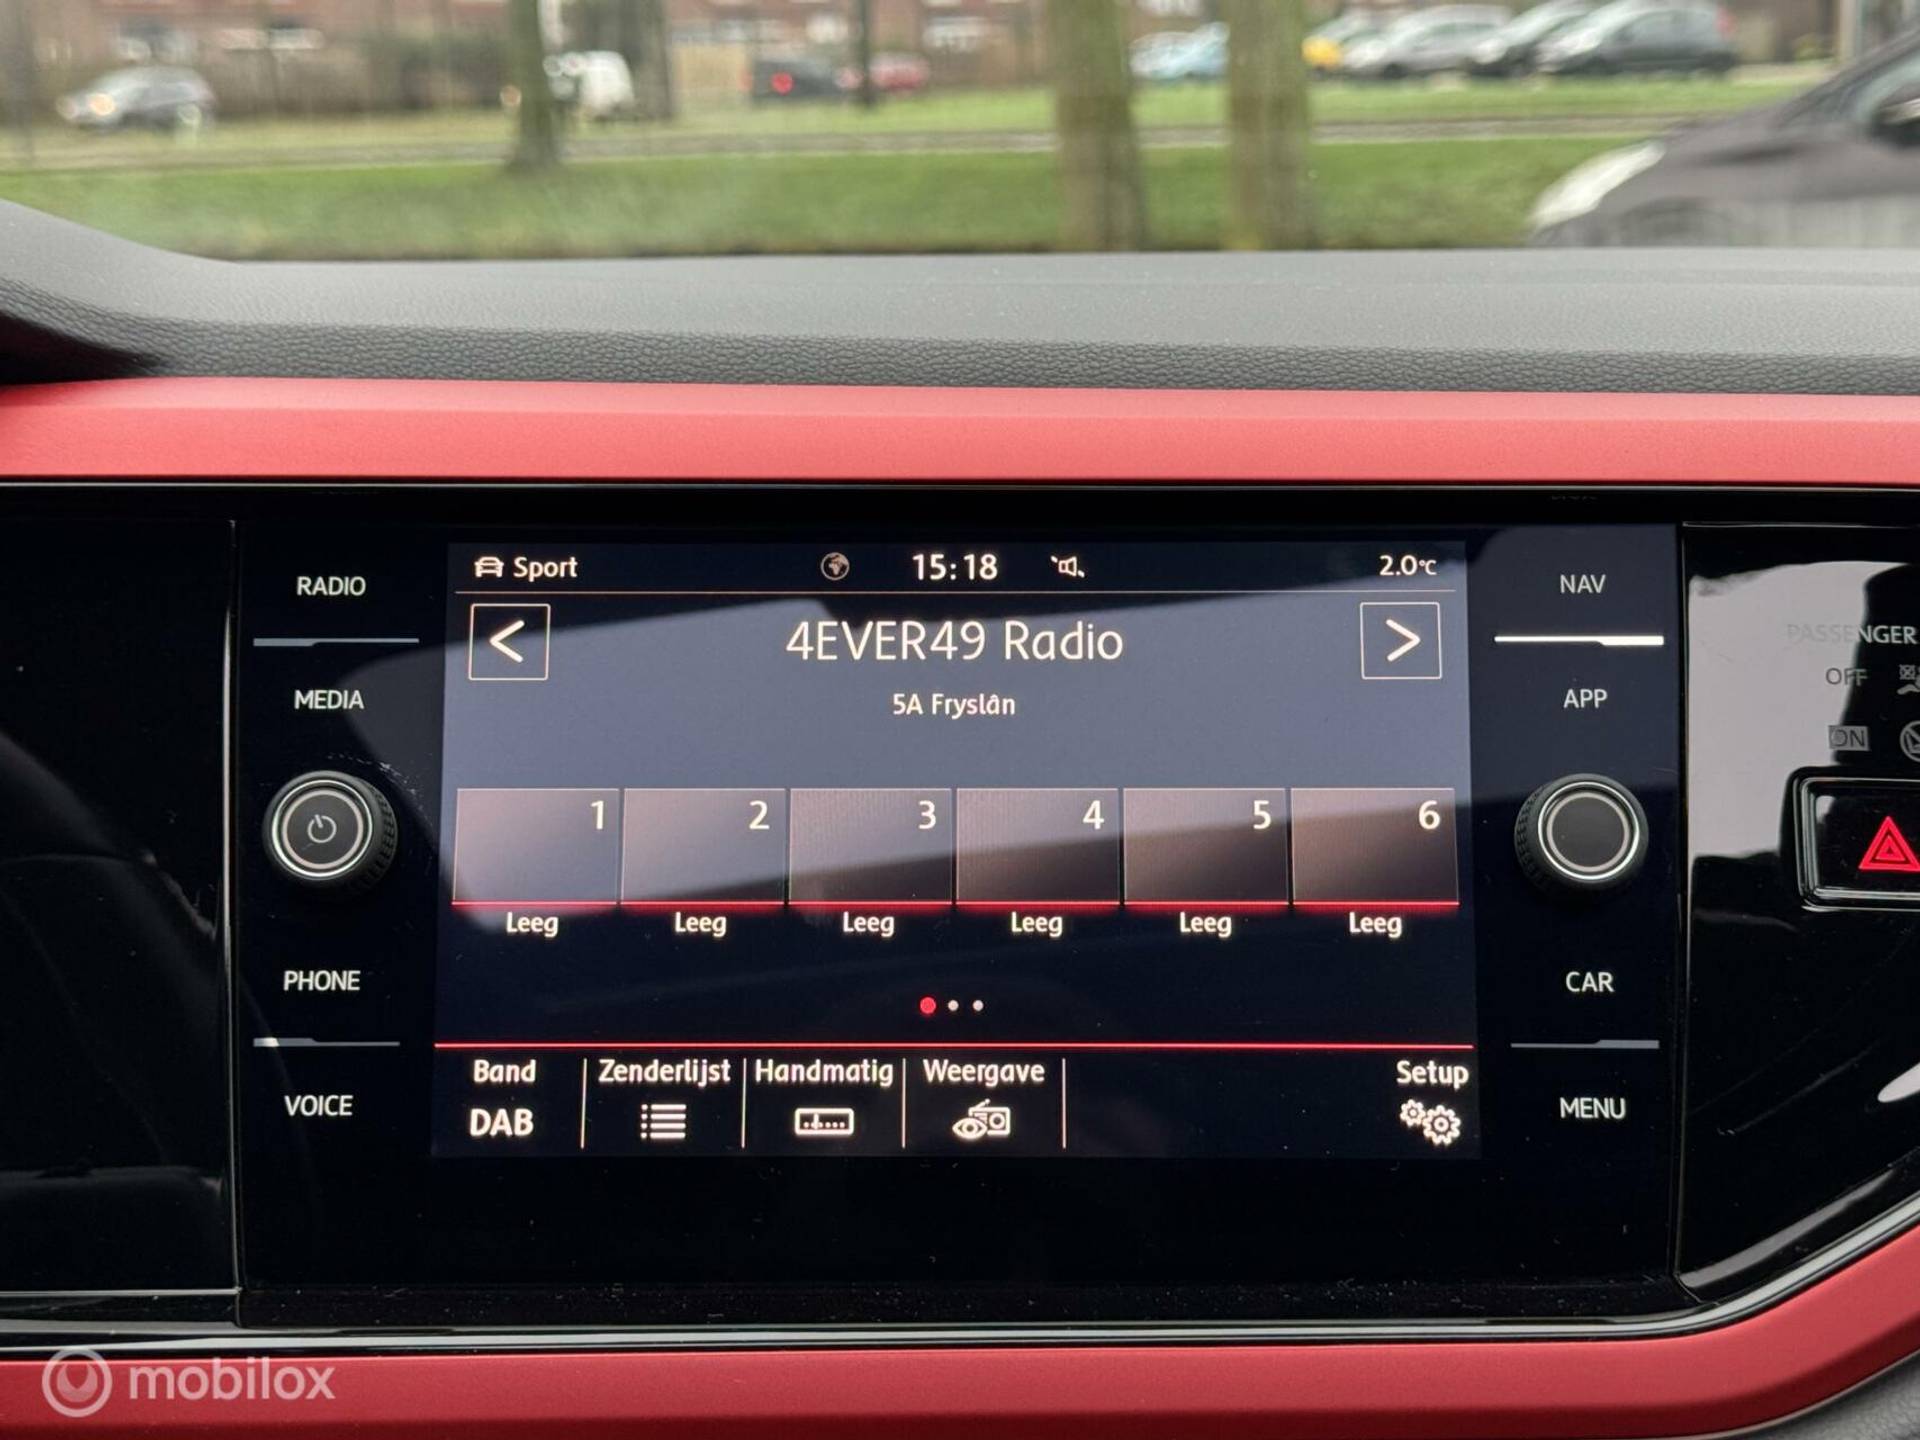 Sport 15:18 2.0°C
RADIO
MEDIA
PHONE
VOICE
< 4EVER49 Radio >
5A Fryslân
1 2 3 4 5 6
Leeg Leeg Leeg Leeg Leeg Leeg
Band Zenderlijst Handmatig Weergave Setup
DAB
NAV
APP
CAR
MENU
PASSENGER
OFF
ON
mobilox